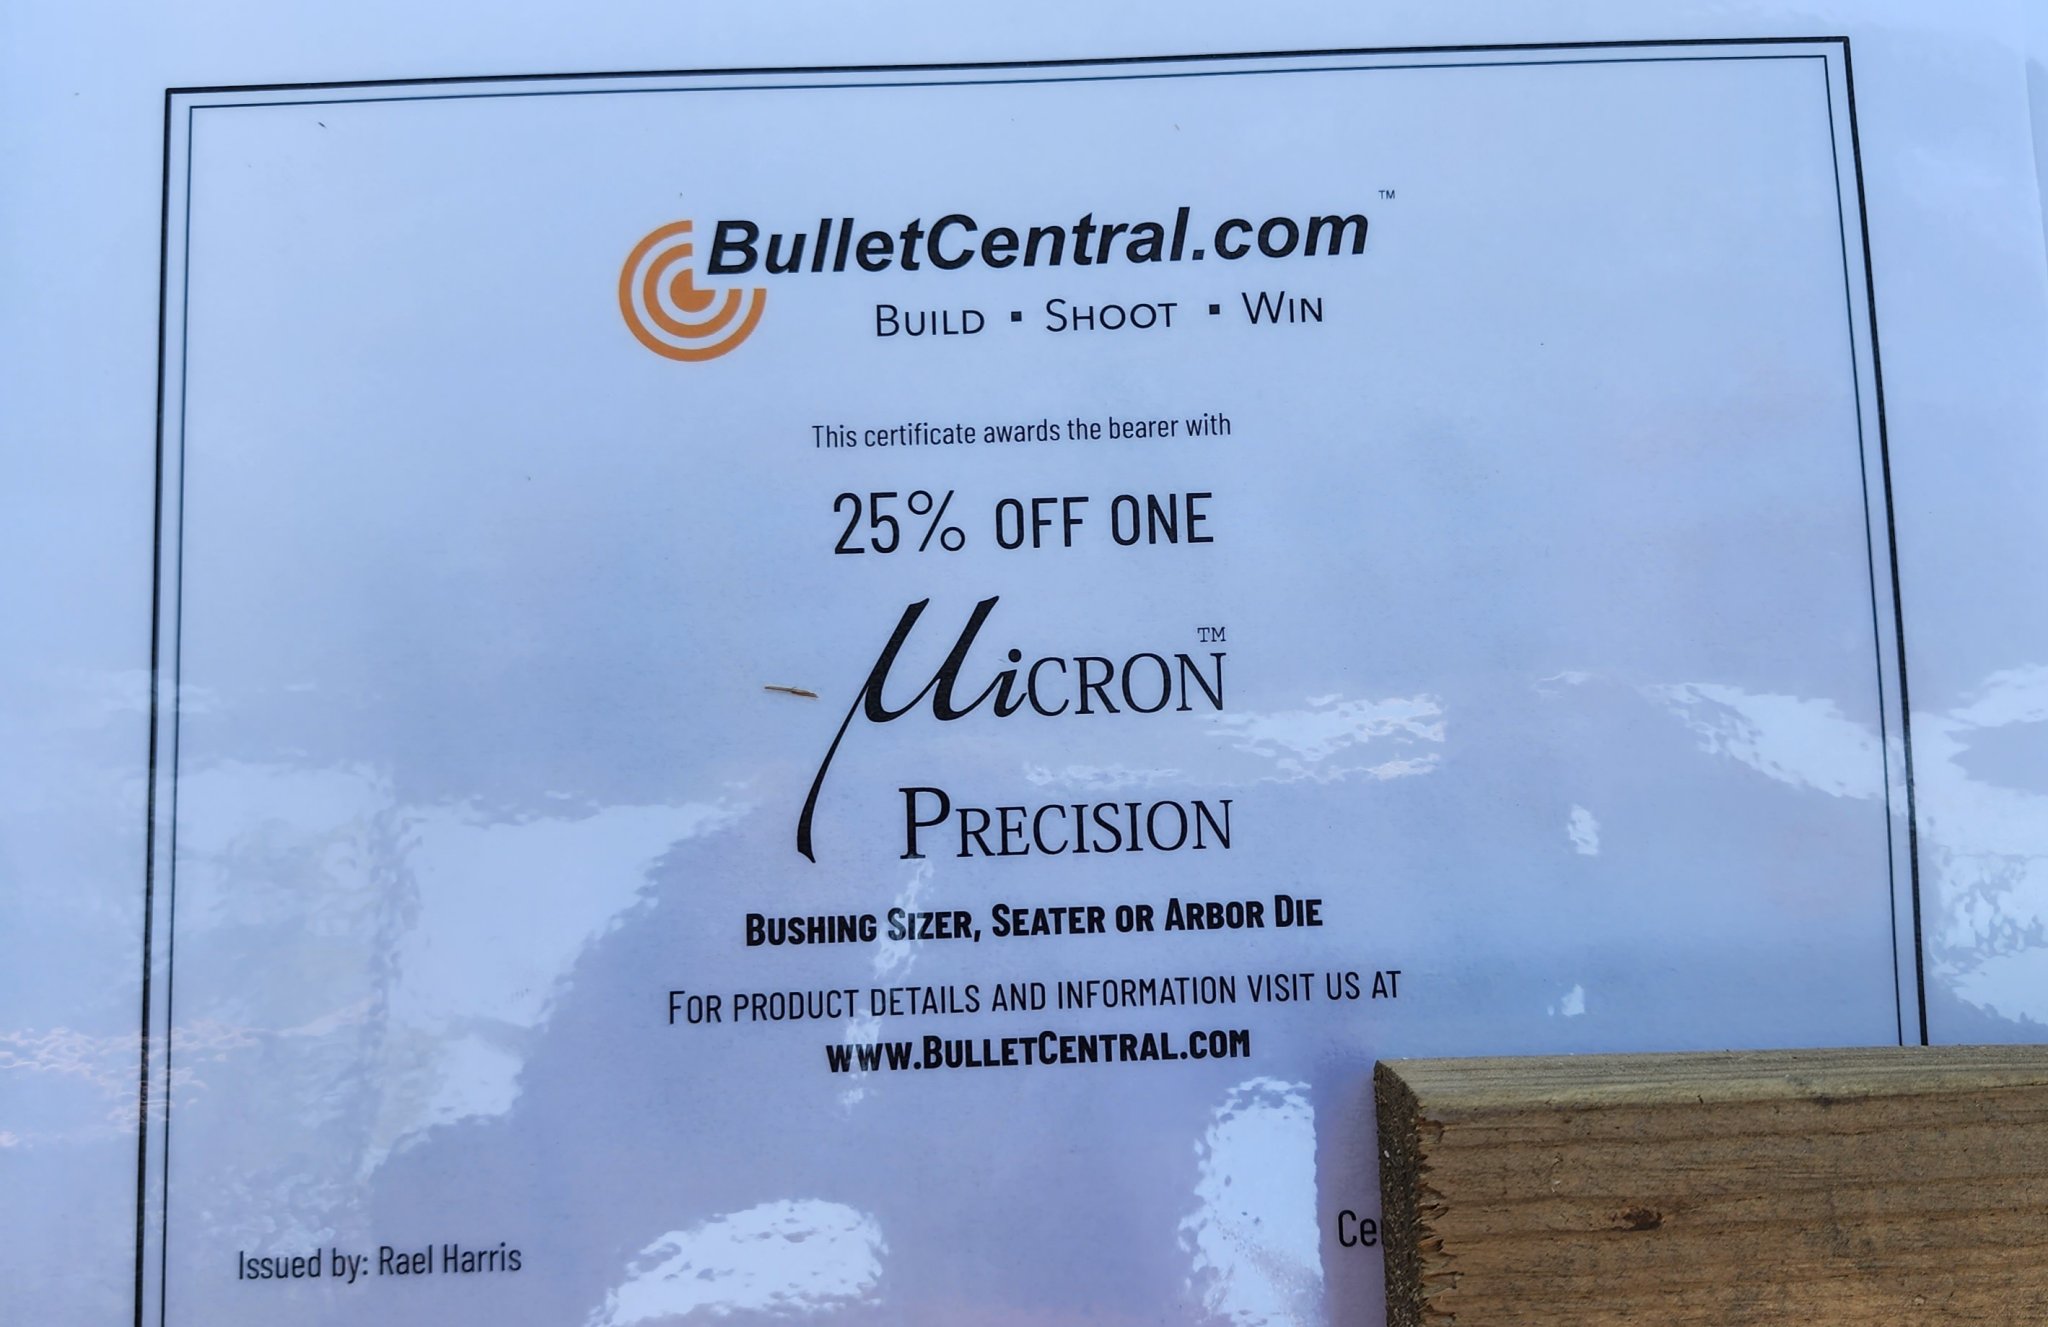 BulletCentral.com™
BUILD ▪ SHOOT ▪ WIN
This certificate awards the bearer with
25% OFF ONE
µicron™
PRECISION
BUSHING SIZER, SEATER OR ARBOR DIE
FOR PRODUCT DETAILS AND INFORMATION VISIT US AT
WWW.BULLETCENTRAL.COM
Issued by: Rael Harris